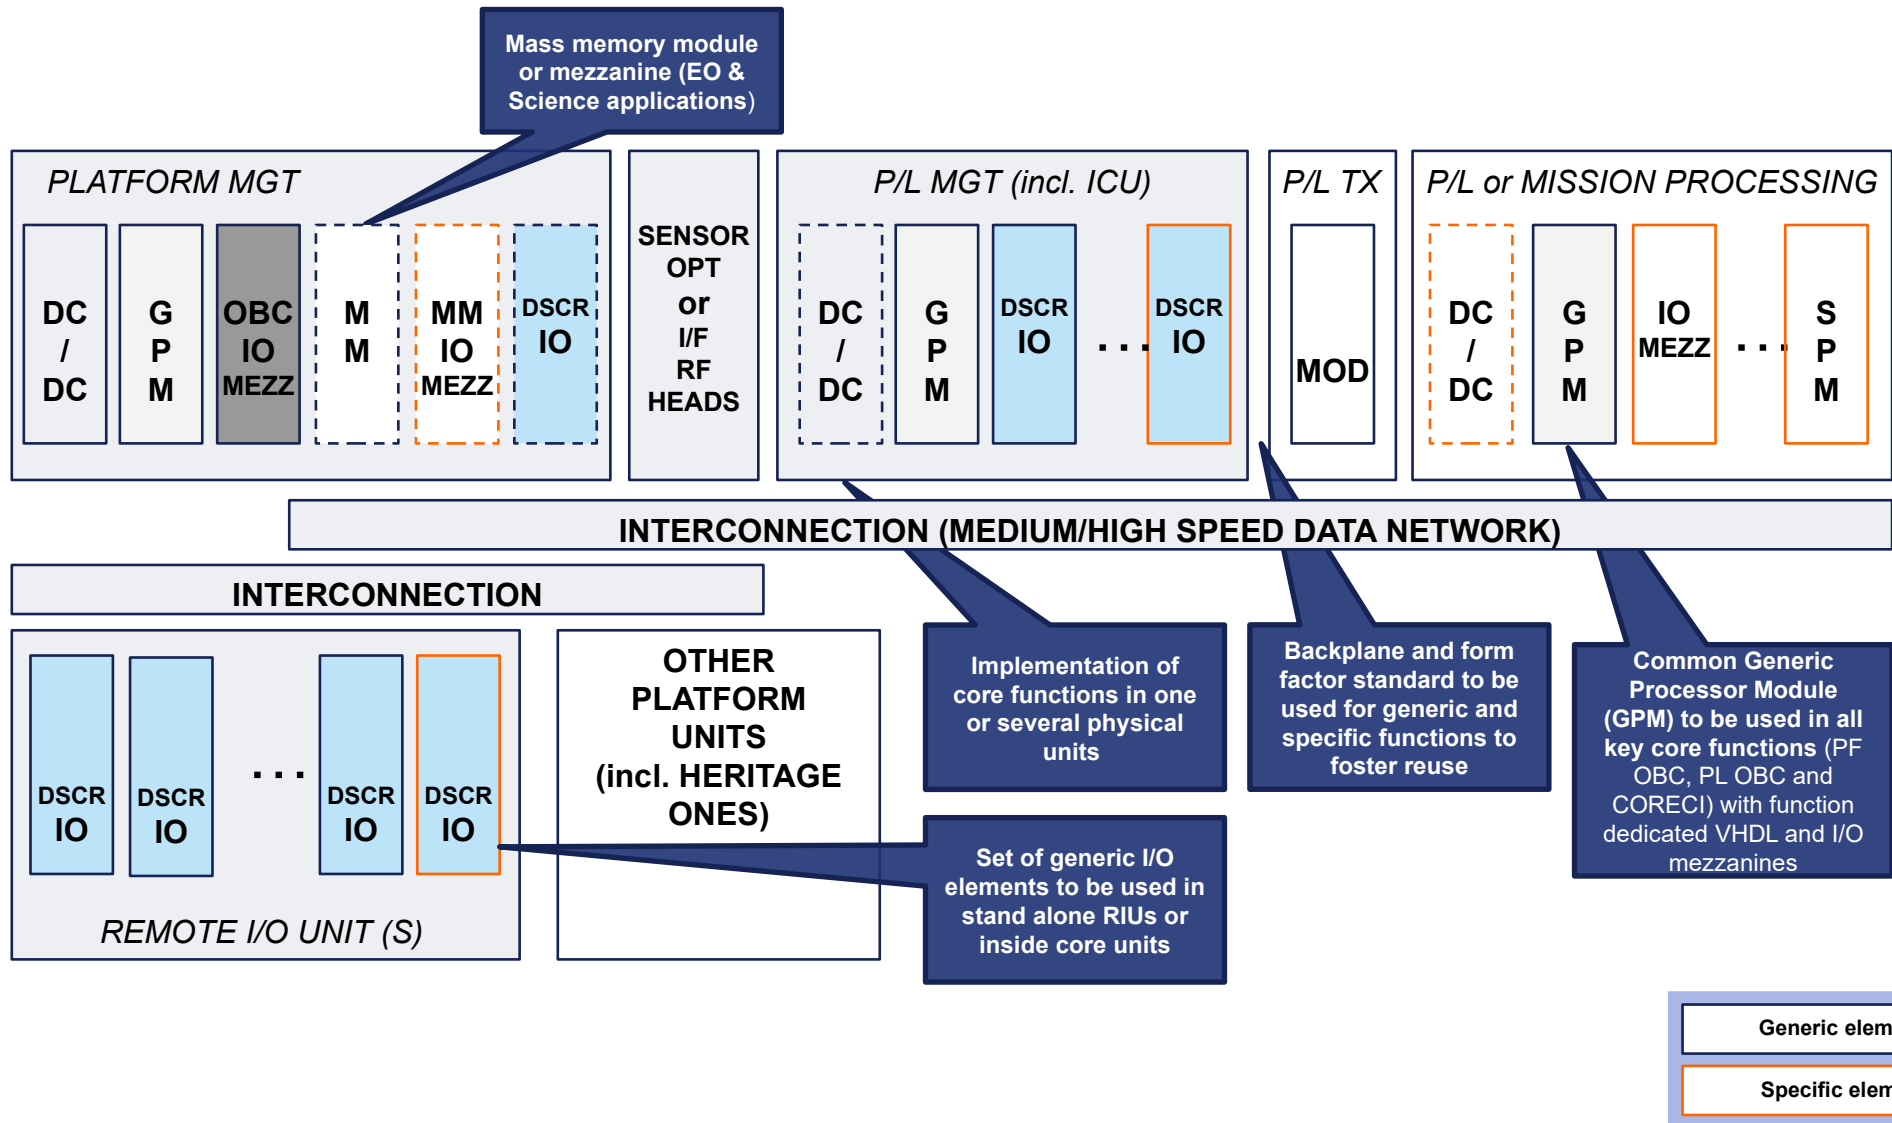 Mass memory module
or mezzanine (EO &
Science applications)
PLATFORM MGT
DC
/
DC
G
P
M
OBC
IO
MEZZ
M
M
MM
IO
MEZZ
DSCR
IO
SENSOR
OPT
or
I/F
RF
HEADS
P/L MGT (incl. ICU)
DC
/
DC
G
P
M
DSCR
IO
...
DSCR
IO
P/L TX
MOD
P/L or MISSION PROCESSING
DC
/
DC
G
P
M
IO
MEZZ
...
S
P
M
INTERCONNECTION (MEDIUM/HIGH SPEED DATA NETWORK)
INTERCONNECTION
DSCR
IO
DSCR
IO
...
DSCR
IO
DSCR
IO
REMOTE I/O UNIT (S)
OTHER
PLATFORM
UNITS
(incl. HERITAGE
ONES)
Implementation of
core functions in one
or several physical
units
Backplane and form
factor standard to be
used for generic and
specific functions to
foster reuse
Common Generic
Processor Module
(GPM) to be used in all
key core functions (PF
OBC, PL OBC and
CORECI) with function
dedicated VHDL and I/O
mezzanines
Set of generic I/O
elements to be used in
stand alone RIUs or
inside core units
Generic elem
Specific elem